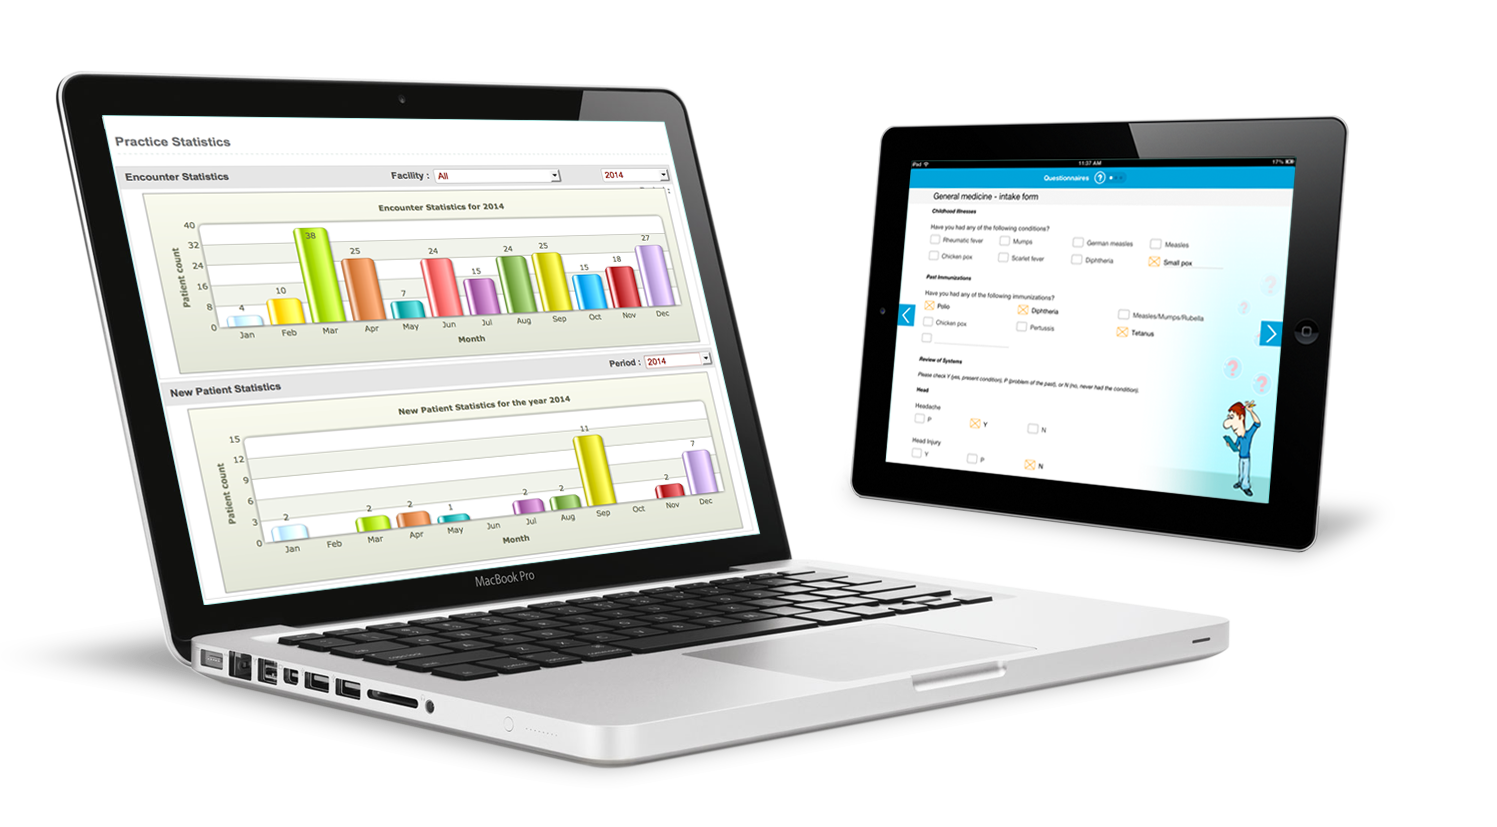 Practice Statistics
Encounter Statistics
Facility : All
2014
Encounter Statistics for 2014
Patient count
40
32
24
16
8
0
4
10
38
25
7
24
15
24
25
15
18
27
Jan Feb Mar Apr May Jun Jul Aug Sep Oct Nov Dec
Month
New Patient Statistics
Period : 2014
New Patient Statistics for the year 2014
Patient count
15
12
9
6
3
0
2
2
2
1
2
2
11
2
7
Jan Feb Mar Apr May Jun Jul Aug Sep Oct Nov Dec
Month
MacBook Pro
iPad
11:37 AM
17%
Questionnaires ?
General medicine - intake form
Childhood Illnesses
Have you had any of the following conditions?
Rheumatic fever Mumps German measles Measles
Chicken pox Scarlet fever Diphtheria Small pox
Past Immunizations
Have you had any of the following immunizations?
Polio Diphtheria Measles/Mumps/Rubella
Chicken pox Pertussis Tetanus
Review of Systems
Please check Y (yes, present condition), P (problem of the past), or N (no, never had the condition).
Head
Headache
P Y N
Head Injury
Y P N